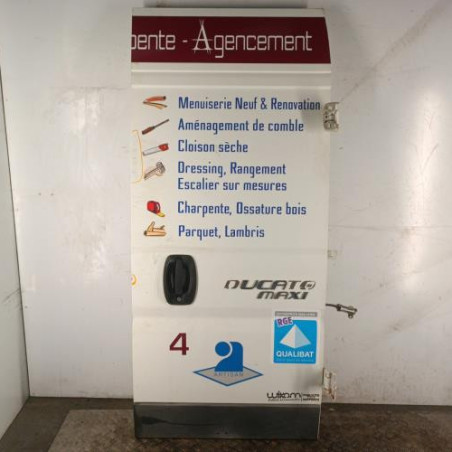 pente - Agencement
Menuiserie Neuf & Renovation
Aménagement de comble
Cloison sèche
Dressing, Rangement
Escalier sur mesures
Charpente, Ossature bois
Parquet, Lambris
DUCATO
MAXI
RGE
QUALIBAT
4
ARTISAN